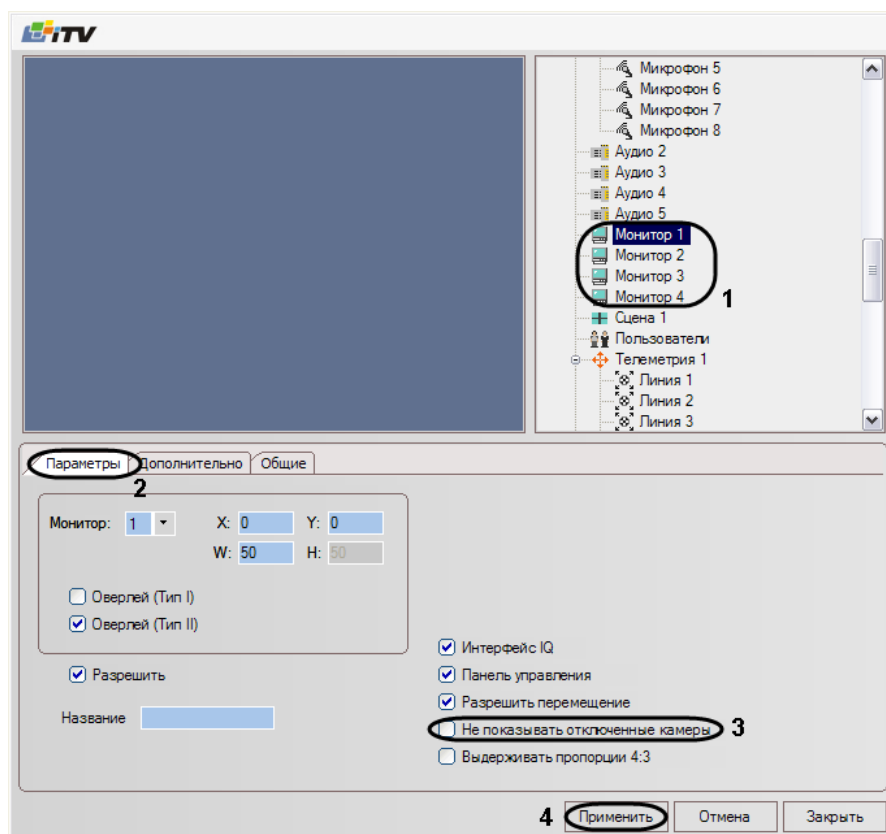 iTV
Микрофон 5
Микрофон 6
Микрофон 7
Микрофон 8
Аудио 2
Аудио 3
Аудио 4
Аудио 5
Монитор 1
Монитор 2
Монитор 3
Монитор 4
1
Сцена 1
Пользователи
Телеметрия 1
Линия 1
Линия 2
Линия 3
Параметры Дополнительно Общие
2
Монитор: 1 X: 0 Y: 0
W: 50 H: 50
Оверлей (Тип I)
Оверлей (Тип II)
Разрешить
Название
Интерфейс IQ
Панель управления
Разрешить перемещение
Не показывать отключенные камеры 3
Выдерживать пропорции 4:3
4 Применить Отмена Закрыть